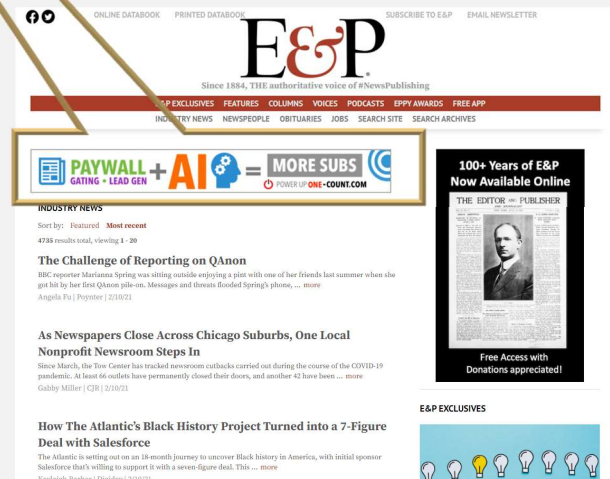 ONLINE DATABOOK PRINTED DATABOOK SUBSCRIBE TO E&P EMAIL NEWSLETTER
E&P
Since 1884, THE authoritative voice of #NewsPublishing
E&P EXCLUSIVES FEATURES COLUMNS VOICES PODCASTS EPPY AWARDS FREE APP
INDUSTRY NEWS NEWSPEOPLE OBITUARIES JOBS SEARCH SITE SEARCH ARCHIVES
PAYWALL + AI = MORE SUBS
GATING + LEAD GEN POWER UP ONE-COUNT.COM
INDUSTRY NEWS
Sort by: Featured Most recent
4735 results total, viewing 1 - 20
The Challenge of Reporting on QAnon
BBC reporter Marianna Spring was sitting outside enjoying a pint with one of her friends last summer when she
got hit by her first QAnon pile-on. Messages and threats flooded Spring's phone, ... more
Angela Fu | Poynter | 2/10/21
As Newspapers Close Across Chicago Suburbs, One Local
Nonprofit Newsroom Steps In
Since March, the Tow Center has tracked newsroom cutbacks carried out during the course of the COVID-19
pandemic. At least 66 outlets have permanently closed their doors, and another 42 have been ... more
Gabby Miller | CJR | 2/10/21
How The Atlantic's Black History Project Turned into a 7-Figure
Deal with Salesforce
The Atlantic is setting out on an 18-month journey to uncover Black history in America, with initial sponsor
Salesforce that's willing to support it with a seven-figure deal. This ... more
100+ Years of E&P
Now Available Online
THE EDITOR AND PUBLISHER
Free Access with
Donations appreciated!
E&P EXCLUSIVES